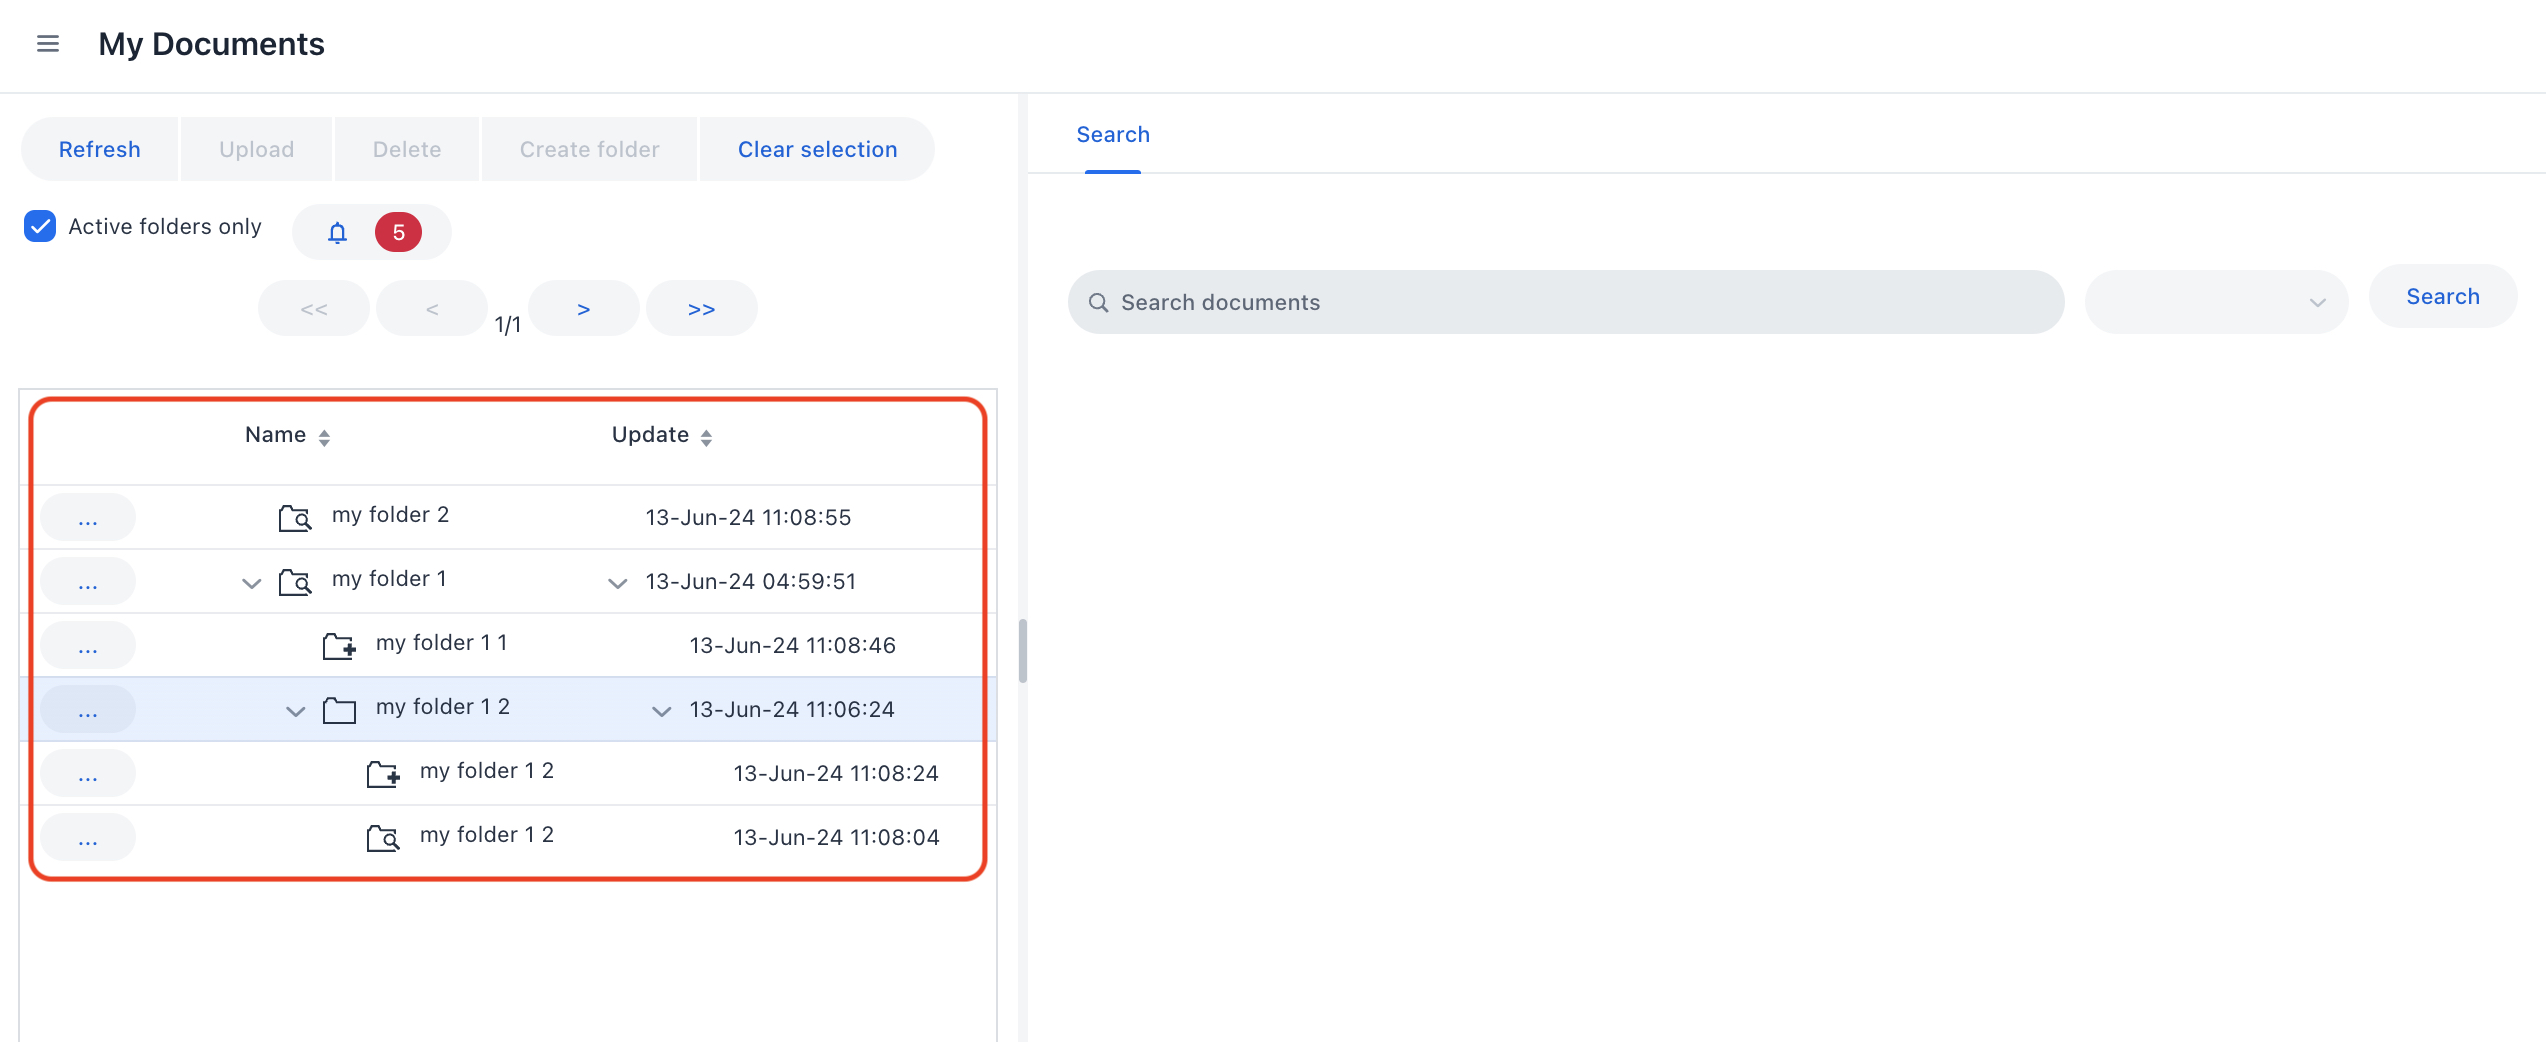 My Documents
Refresh Upload Delete Create folder Clear selection
Search
Active folders only 5
<< < 1/1 > >>
Search documents Search
Name Update
... my folder 2 13-Jun-24 11:08:55
... my folder 1 13-Jun-24 04:59:51
... my folder 1 1 13-Jun-24 11:08:46
... my folder 1 2 13-Jun-24 11:06:24
... my folder 1 2 13-Jun-24 11:08:24
... my folder 1 2 13-Jun-24 11:08:04